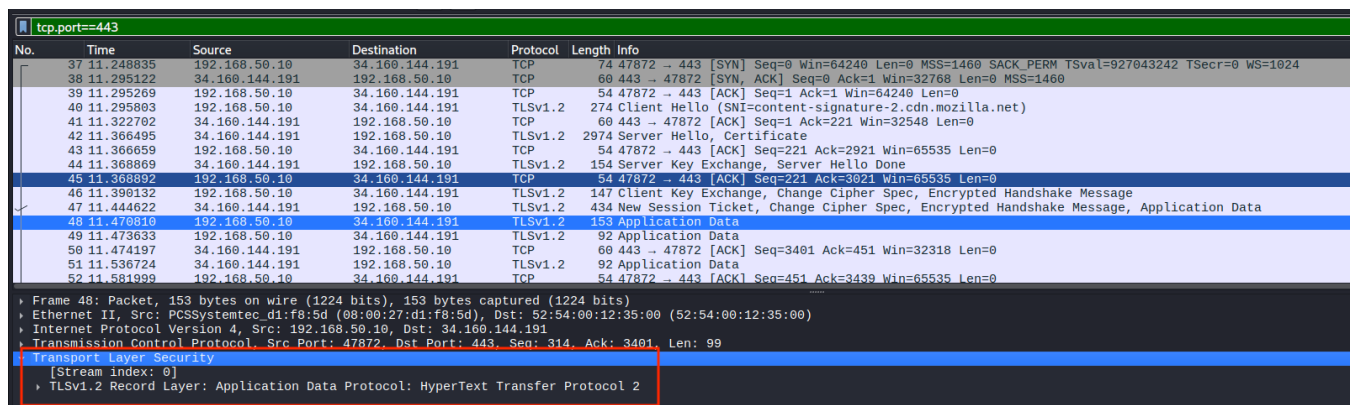 tcp.port==443
No. Time Source Destination Protocol Length Info
37 11.248835 192.168.50.10 34.160.144.191 TCP 74 47872 → 443 [SYN] Seq=0 Win=64240 Len=0 MSS=1460 SACK_PERM TSval=927043242 TSecr=0 WS=1024
38 11.295122 34.160.144.191 192.168.50.10 TCP 60 443 → 47872 [SYN, ACK] Seq=0 Ack=1 Win=32768 Len=0 MSS=1460
39 11.295269 192.168.50.10 34.160.144.191 TCP 54 47872 → 443 [ACK] Seq=1 Ack=1 Win=64240 Len=0
40 11.295803 192.168.50.10 34.160.144.191 TLSv1.2 274 Client Hello (SNI=content-signature-2.cdn.mozilla.net)
41 11.322702 34.160.144.191 192.168.50.10 TCP 60 443 → 47872 [ACK] Seq=1 Ack=221 Win=32548 Len=0
42 11.366495 34.160.144.191 192.168.50.10 TLSv1.2 2974 Server Hello, Certificate
43 11.366659 192.168.50.10 34.160.144.191 TCP 54 47872 → 443 [ACK] Seq=221 Ack=2921 Win=65535 Len=0
44 11.368869 34.160.144.191 192.168.50.10 TLSv1.2 154 Server Key Exchange, Server Hello Done
45 11.368892 192.168.50.10 34.160.144.191 TCP 54 47872 → 443 [ACK] Seq=221 Ack=3021 Win=65535 Len=0
46 11.390132 192.168.50.10 34.160.144.191 TLSv1.2 147 Client Key Exchange, Change Cipher Spec, Encrypted Handshake Message
47 11.444622 34.160.144.191 192.168.50.10 TLSv1.2 434 New Session Ticket, Change Cipher Spec, Encrypted Handshake Message, Application Data
48 11.470810 192.168.50.10 34.160.144.191 TLSv1.2 153 Application Data
49 11.473633 192.168.50.10 34.160.144.191 TLSv1.2 92 Application Data
50 11.474197 34.160.144.191 192.168.50.10 TCP 60 443 → 47872 [ACK] Seq=3401 Ack=451 Win=32318 Len=0
51 11.536724 34.160.144.191 192.168.50.10 TLSv1.2 92 Application Data
52 11.581999 192.168.50.10 34.160.144.191 TCP 54 47872 → 443 [ACK] Seq=451 Ack=3439 Win=65535 Len=0
Frame 48: Packet, 153 bytes on wire (1224 bits), 153 bytes captured (1224 bits)
Ethernet II, Src: PCSSystemtec_d1:f8:5d (08:00:27:d1:f8:5d), Dst: 52:54:00:12:35:00 (52:54:00:12:35:00)
Internet Protocol Version 4, Src: 192.168.50.10, Dst: 34.160.144.191
Transmission Control Protocol, Src Port: 47872, Dst Port: 443, Seq: 314, Ack: 3401, Len: 99
Transport Layer Security
[Stream index: 0]
TLSv1.2 Record Layer: Application Data Protocol: HyperText Transfer Protocol 2